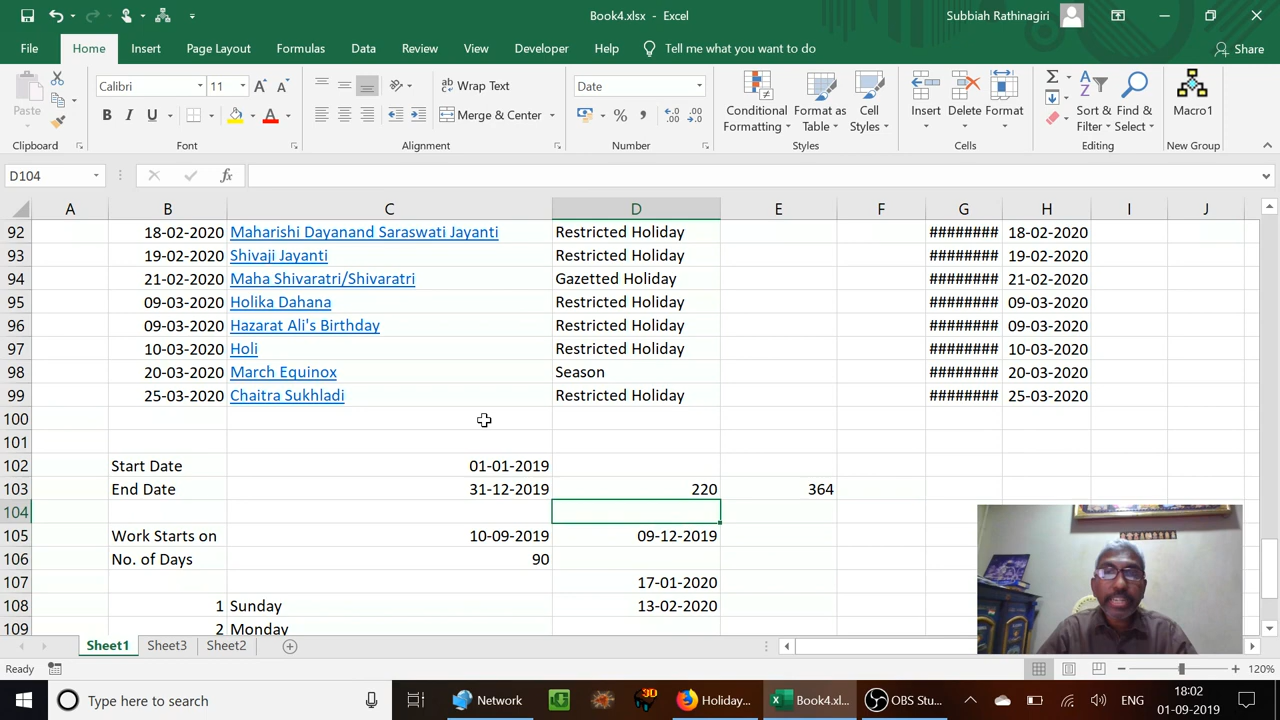 Book4.xlsx - Excel
Subbiah Rathinagiri
File Home Insert Page Layout Formulas Data Review View Developer Help Tell me what you want to do Share
Paste
Calibri 11
B I U
Wrap Text
Merge & Center
Date
% ,
Conditional Formatting
Format as Table
Cell Styles
Insert Delete Format
Sort & Filter
Find & Select
Macro1
Clipboard Font Alignment Number Styles Cells Editing New Group
D104 fx
A B C D E F G H I J
92 18-02-2020 Maharishi Dayanand Saraswati Jayanti Restricted Holiday ######## 18-02-2020
93 19-02-2020 Shivaji Jayanti Restricted Holiday ######## 19-02-2020
94 21-02-2020 Maha Shivaratri/Shivaratri Gazetted Holiday ######## 21-02-2020
95 09-03-2020 Holika Dahana Restricted Holiday ######## 09-03-2020
96 09-03-2020 Hazarat Ali's Birthday Restricted Holiday ######## 09-03-2020
97 10-03-2020 Holi Restricted Holiday ######## 10-03-2020
98 20-03-2020 March Equinox Season ######## 20-03-2020
99 25-03-2020 Chaitra Sukhladi Restricted Holiday ######## 25-03-2020
100
101
102 Start Date 01-01-2019
103 End Date 31-12-2019 220 364
104
105 Work Starts on 10-09-2019 09-12-2019
106 No. of Days 90
107 17-01-2020
108 1 Sunday 13-02-2020
109 2 Monday
Sheet1 Sheet3 Sheet2
Ready 120%
Type here to search Network 3D Holiday... Book4.xl... OBS Stu... ENG 18:02
01-09-2019